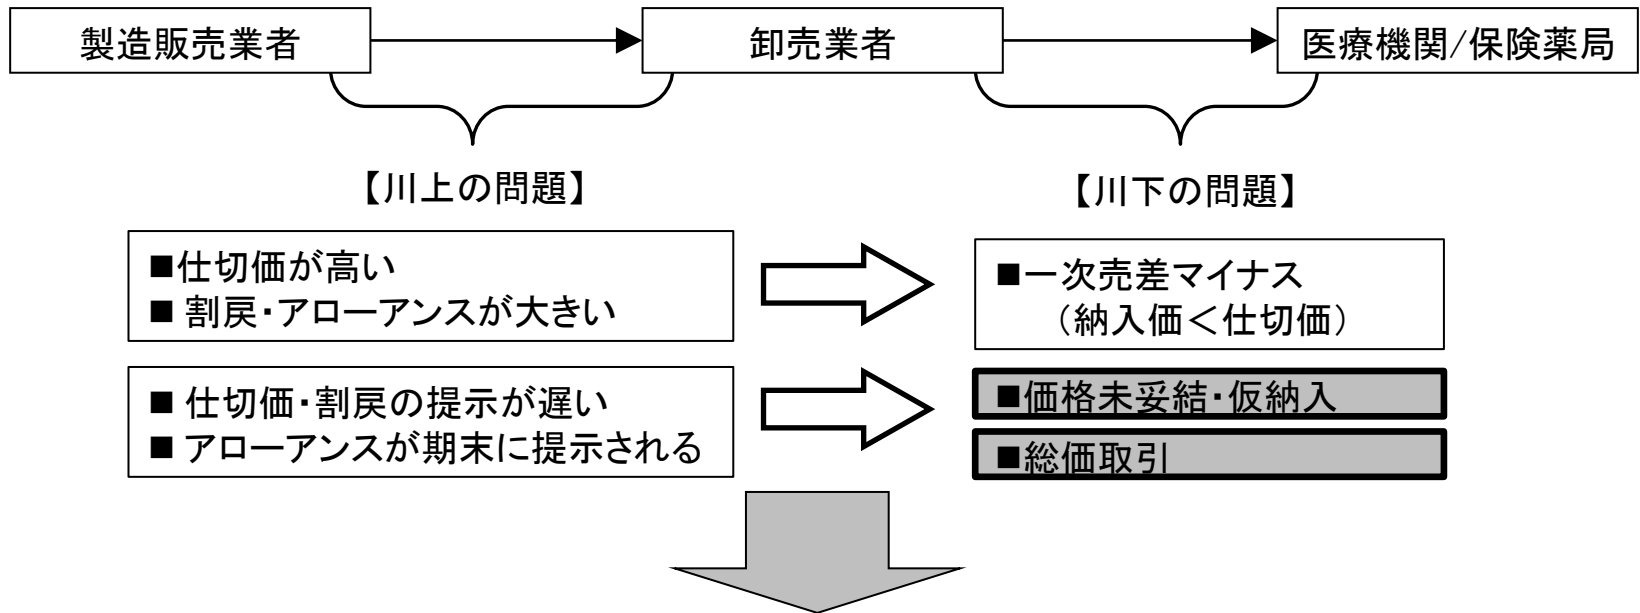 製造販売業者
卸売業者
医療機関/保険薬局
【川上の問題】
【川下の問題】
■仕切価が高い
■ 割戻・アローアンスが大きい
■一次売差マイナス
（納入価＜仕切価）
■ 仕切価・割戻の提示が遅い
■ アローアンスが期末に提示される
■価格未妥結・仮納入
■総価取引